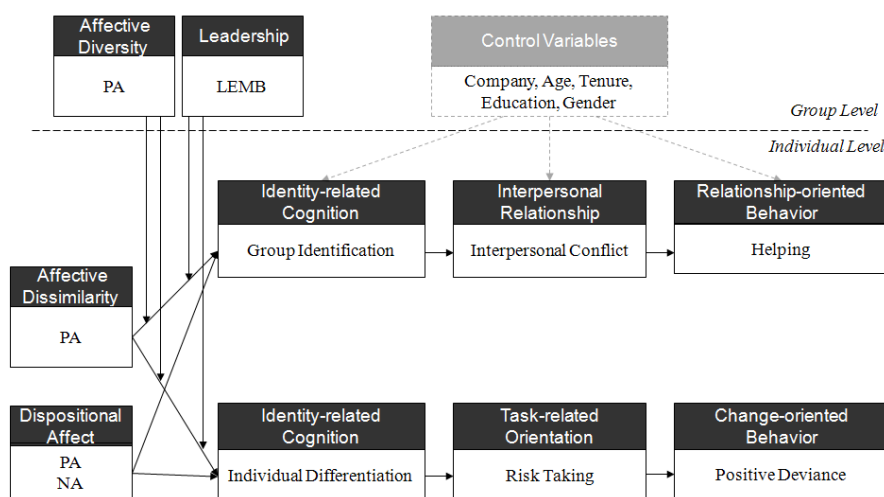 Affective
Diversity
PA
Leadership
LEMB
Control Variables
Company, Age, Tenure,
Education, Gender
Group Level
Individual Level
Identity-related
Cognition
Group Identification
Interpersonal
Relationship
Interpersonal Conflict
Relationship-oriented
Behavior
Helping
Affective
Dissimilarity
PA
Dispositional
Affect
PA
NA
Identity-related
Cognition
Individual Differentiation
Task-related
Orientation
Risk Taking
Change-oriented
Behavior
Positive Deviance